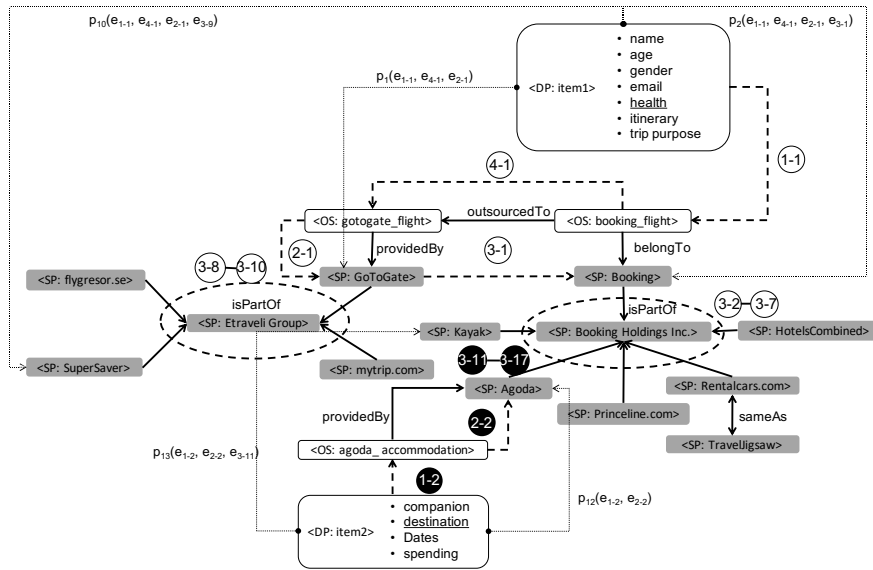 p10(e1-1, e4-1, e2-1, e3-9)
p2(e1-1, e4-1, e2-1, e3-1)
• name
• age
• gender
• email
• health
• itinerary
• trip purpose
<DP: item1>
p1(e1-1, e4-1, e2-1)
1-1
4-1
<OS: gotogate_flight>
outsourcedTo
<OS: booking_flight>
2-1
providedBy
3-1
belongTo
3-8
3-10
<SP: flygresor.se>
<SP: GoToGate>
<SP: Booking>
isPartOf
isPartOf
3-2
3-7
<SP: Etraveli Group>
<SP: Kayak>
<SP: Booking Holdings Inc.>
<SP: HotelsCombined>
<SP: SuperSaver>
<SP: mytrip.com>
3-11
3-17
<SP: Agoda>
<SP: Rentalcars.com>
providedBy
2-2
<SP: Princeline.com>
sameAs
<OS: agoda_ accommodation>
<SP: TravelJigsaw>
p13(e1-2, e2-2, e3-11)
1-2
p12(e1-2, e2-2)
<DP: item2>
• companion
• destination
• Dates
• spending